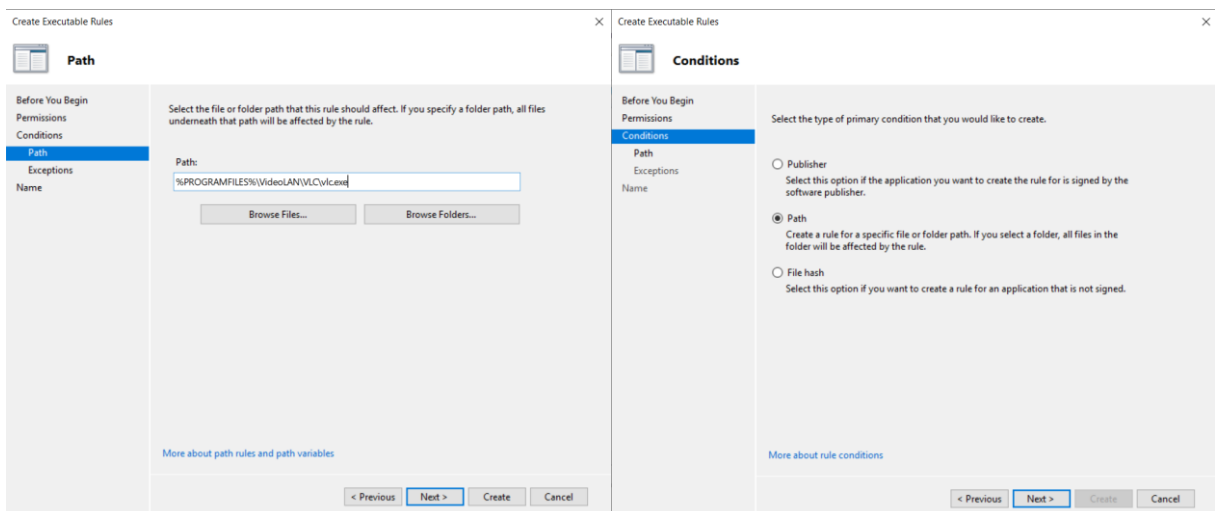 Create Executable Rules
Path
Before You Begin
Permissions
Conditions
Path
Exceptions
Name
Select the file or folder path that this rule should affect. If you specify a folder path, all files
underneath that path will be affected by the rule.
Path:
%PROGRAMFILES%\VideoLAN\VLC\vlc.exe
Browse Files...
Browse Folders...
More about path rules and path variables
< Previous
Next >
Create
Cancel
Create Executable Rules
Conditions
Before You Begin
Permissions
Conditions
Path
Exceptions
Name
Select the type of primary condition that you would like to create.
Publisher
Select this option if the application you want to create the rule for is signed by the
software publisher.
Path
Create a rule for a specific file or folder path. If you select a folder, all files in the
folder will be affected by the rule.
File hash
Select this option if you want to create a rule for an application that is not signed.
More about rule conditions
< Previous
Next >
Create
Cancel